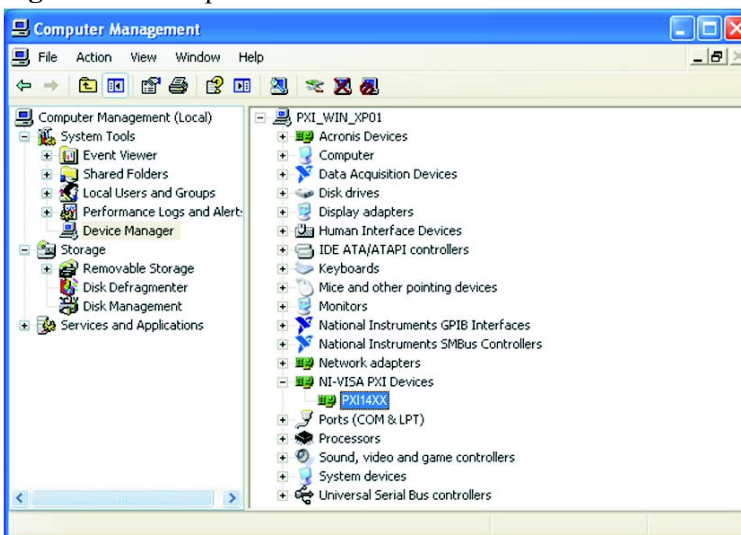 Computer Management
File Action View Window Help
Computer Management (Local)
System Tools
Event Viewer
Shared Folders
Local Users and Groups
Performance Logs and Alert
Device Manager
Storage
Removable Storage
Disk Defragmenter
Disk Management
Services and Applications
PXI_WIN_XP01
Acronis Devices
Computer
Data Acquisition Devices
Disk drives
Display adapters
Human Interface Devices
IDE ATA/ATAPI controllers
Keyboards
Mice and other pointing devices
Monitors
National Instruments GPIB Interfaces
National Instruments SMBus Controllers
Network adapters
NI-VISA PXI Devices
PXI14XX
Ports (COM & LPT)
Processors
Sound, video and game controllers
System devices
Universal Serial Bus controllers